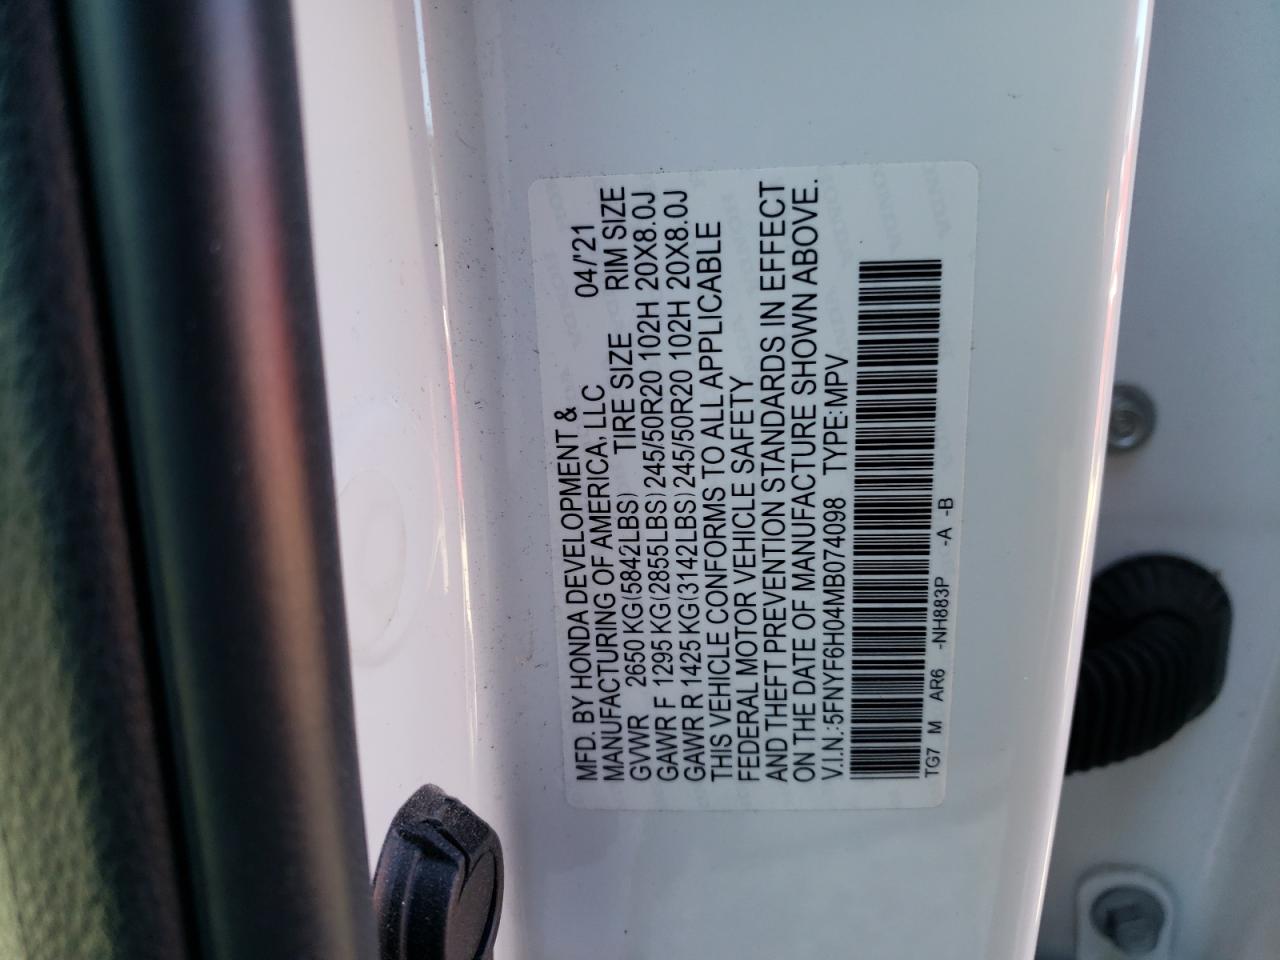 MFD. BY HONDA DEVELOPMENT &
MANUFACTURING OF AMERICA, LLC 04/'21
GVWR 2650 KG(5842LBS) TIRE SIZE RIM SIZE
GAWR F 1295 KG(2855LBS)245/50R20 102H 20X8.0J
GAWR R 1425 KG(3142LBS)245/50R20 102H 20X8.0J
THIS VEHICLE CONFORMS TO ALL APPLICABLE
FEDERAL MOTOR VEHICLE SAFETY
AND THEFT PREVENTION STANDARDS IN EFFECT
ON THE DATE OF MANUFACTURE SHOWN ABOVE.
V.I.N.:5FNYF6H04MB074098 TYPE:MPV
TG7 M AR6 -NH883P -A -B